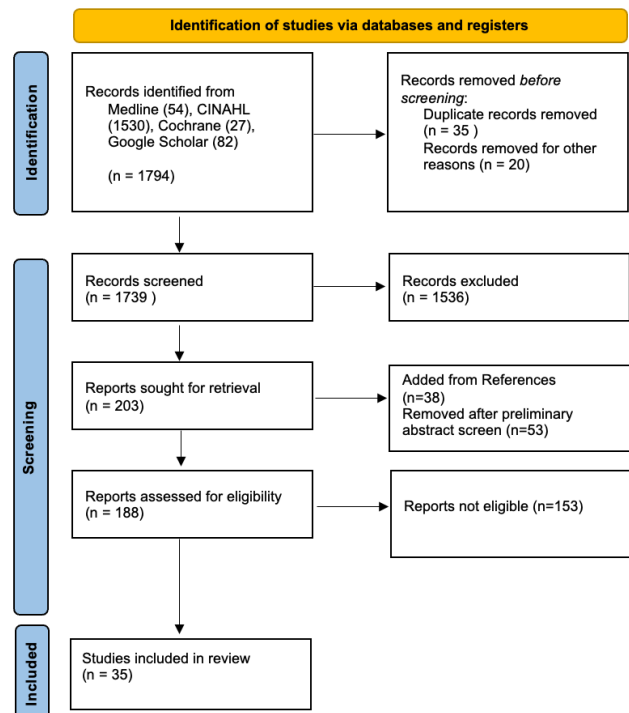 Identification of studies via databases and registers
Identification
Records identified from
Medline (54), CINAHL
(1530), Cochrane (27),
Google Scholar (82)
(n = 1794)
Records removed before
screening:
Duplicate records removed
(n = 35 )
Records removed for other
reasons (n = 20)
Screening
Records screened
(n = 1739 )
Records excluded
(n = 1536)
Reports sought for retrieval
(n = 203)
Added from References
(n=38)
Removed after preliminary
abstract screen (n=53)
Reports assessed for eligibility
(n = 188)
Reports not eligible (n=153)
Included
Studies included in review
(n = 35)